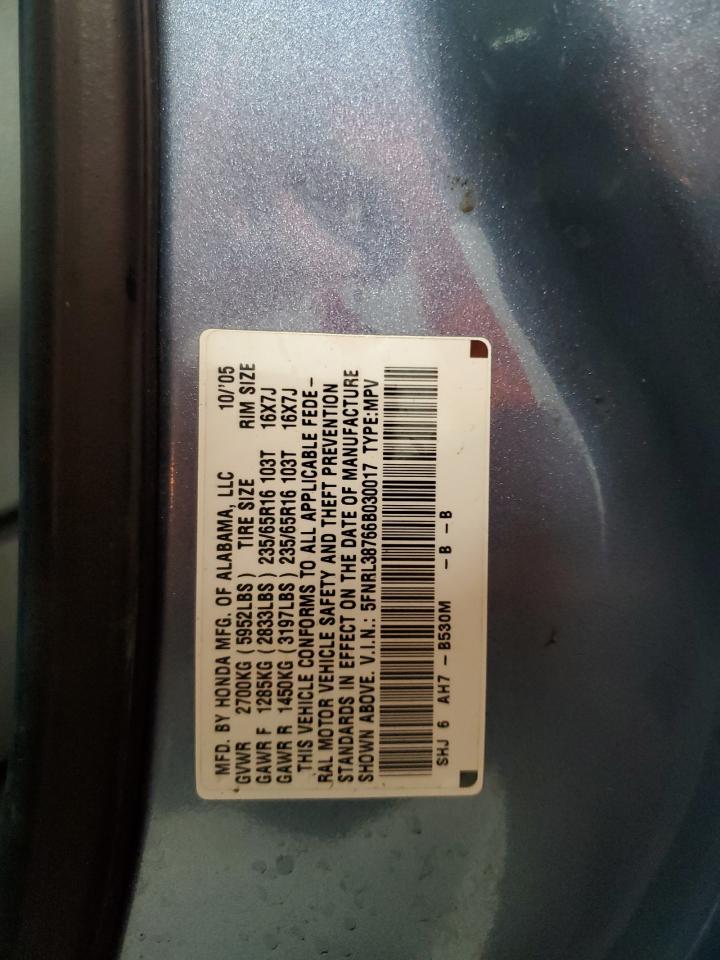 MFD. BY HONDA MFG. OF ALABAMA, LLC 10/'05
GVWR 2700KG ( 5952LBS ) TIRE SIZE RIM SIZE
GAWR F 1285KG ( 2833LBS ) 235/65R16 103T 16X7J
GAWR R 1450KG ( 3197LBS ) 235/65R16 103T 16X7J
THIS VEHICLE CONFORMS TO ALL APPLICABLE FEDE-
RAL MOTOR VEHICLE SAFETY AND THEFT PREVENTION
STANDARDS IN EFFECT ON THE DATE OF MANUFACTURE
SHOWN ABOVE. V.I.N.: 5FNRL38766B030017 TYPE:MPV
SHJ 6 AH7 - B530M - B - B